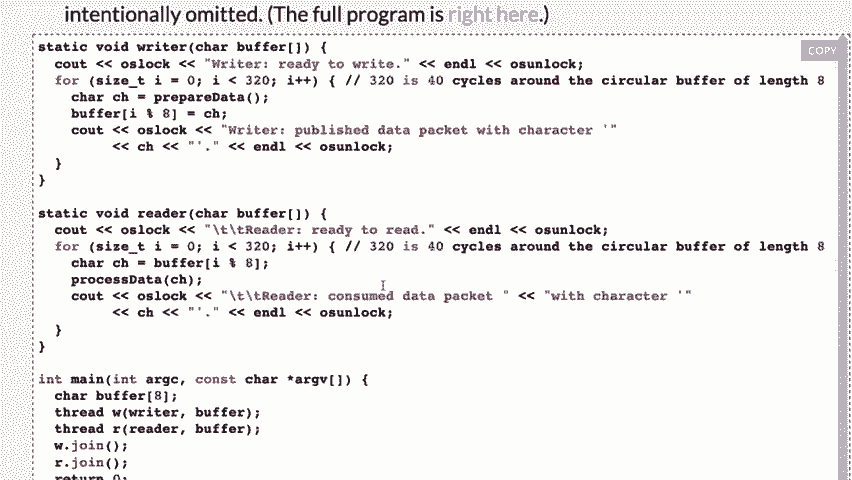 intentionally omitted. (The full program is right here.)
COPY
static void writer(char buffer[]) {
  cout << oslock << "Writer: ready to write." << endl << osunlock;
  for (size_t i = 0; i < 320; i++) { // 320 is 40 cycles around the circular buffer of length 8
    char ch = prepareData();
    buffer[i % 8] = ch;
    cout << oslock << "Writer: published data packet with character '"
         << ch << "'." << endl << osunlock;
  }
}
static void reader(char buffer[]) {
  cout << oslock << "\t\tReader: ready to read." << endl << osunlock;
  for (size_t i = 0; i < 320; i++) { // 320 is 40 cycles around the circular buffer of length 8
    char ch = buffer[i % 8];
    processData(ch);
    cout << oslock << "\t\tReader: consumed data packet " << "with character '"
         << ch << "'." << endl << osunlock;
  }
}
int main(int argc, const char *argv[]) {
  char buffer[8];
  thread w(writer, buffer);
  thread r(reader, buffer);
  w.join();
  r.join();
  return 0;